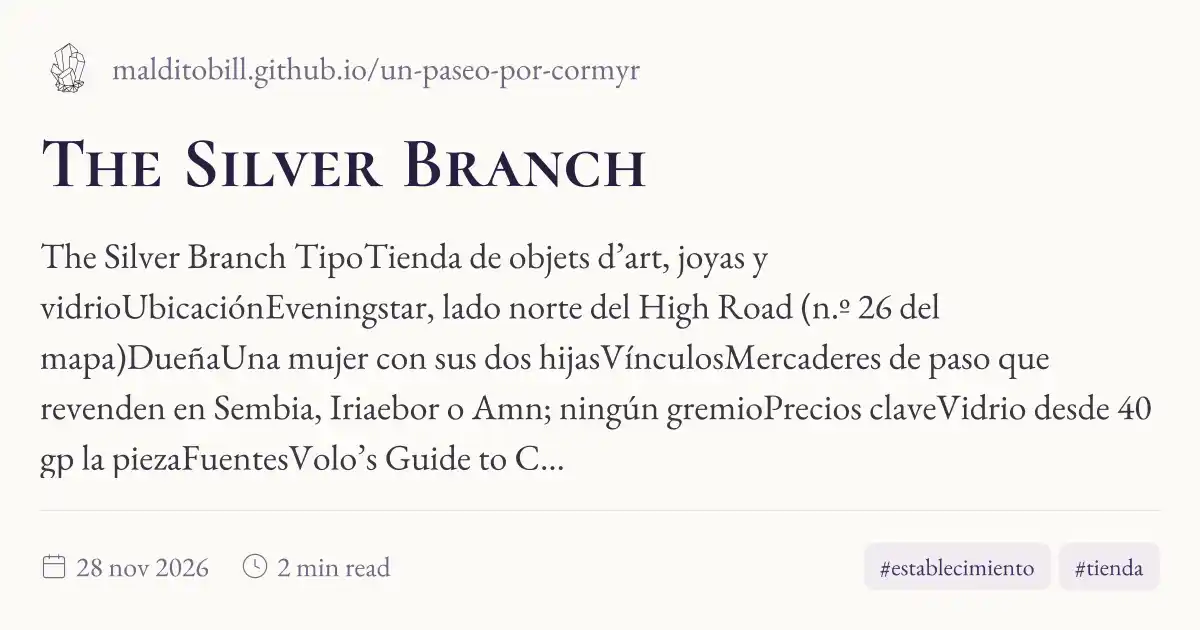 malditobill.github.io/un-paseo-por-cormyr
The Silver Branch
The Silver Branch TipoTienda de objets d’art, joyas y
vidrioUbicaciónEveningstar, lado norte del High Road (n.º 26 del
mapa)DueñaUna mujer con sus dos hijasVínculosMercaderes de paso que
revenden en Sembia, Iriaebor o Amn; ningún gremioPrecios claveVidrio desde 40
gp la piezaFuentesVolo’s Guide to C...
28 nov 2026
2 min read
#establecimiento
#tienda